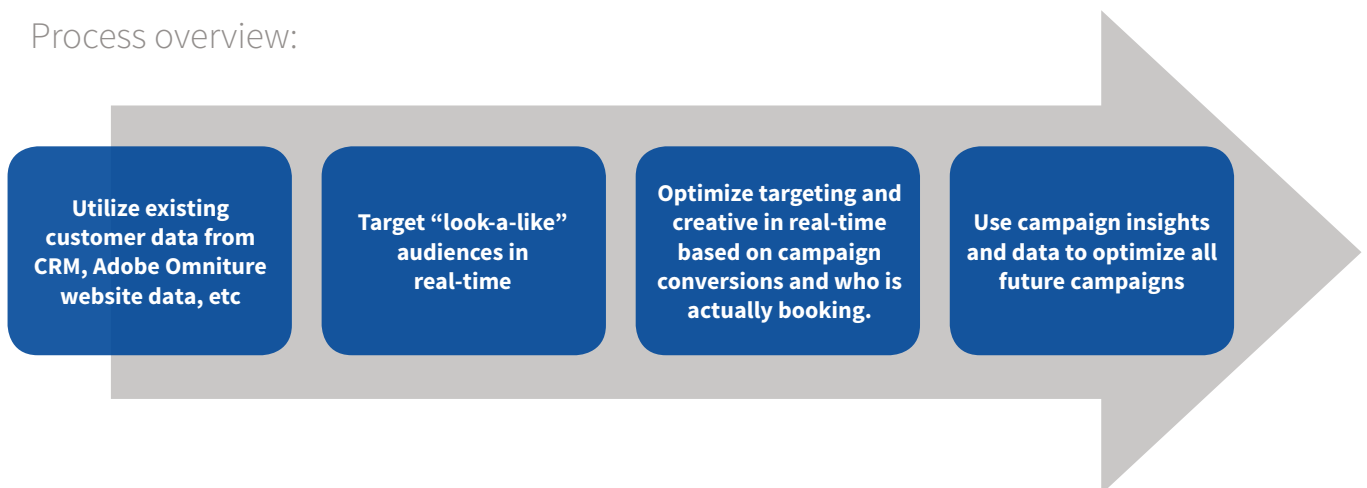 Process overview:
Utilize existing
customer data from
CRM, Adobe Omniture
website data, etc
Target “look-a-like”
audiences in
real-time
Optimize targeting and
creative in real-time
based on campaign
conversions and who is
actually booking.
Use campaign insights
and data to optimize all
future campaigns